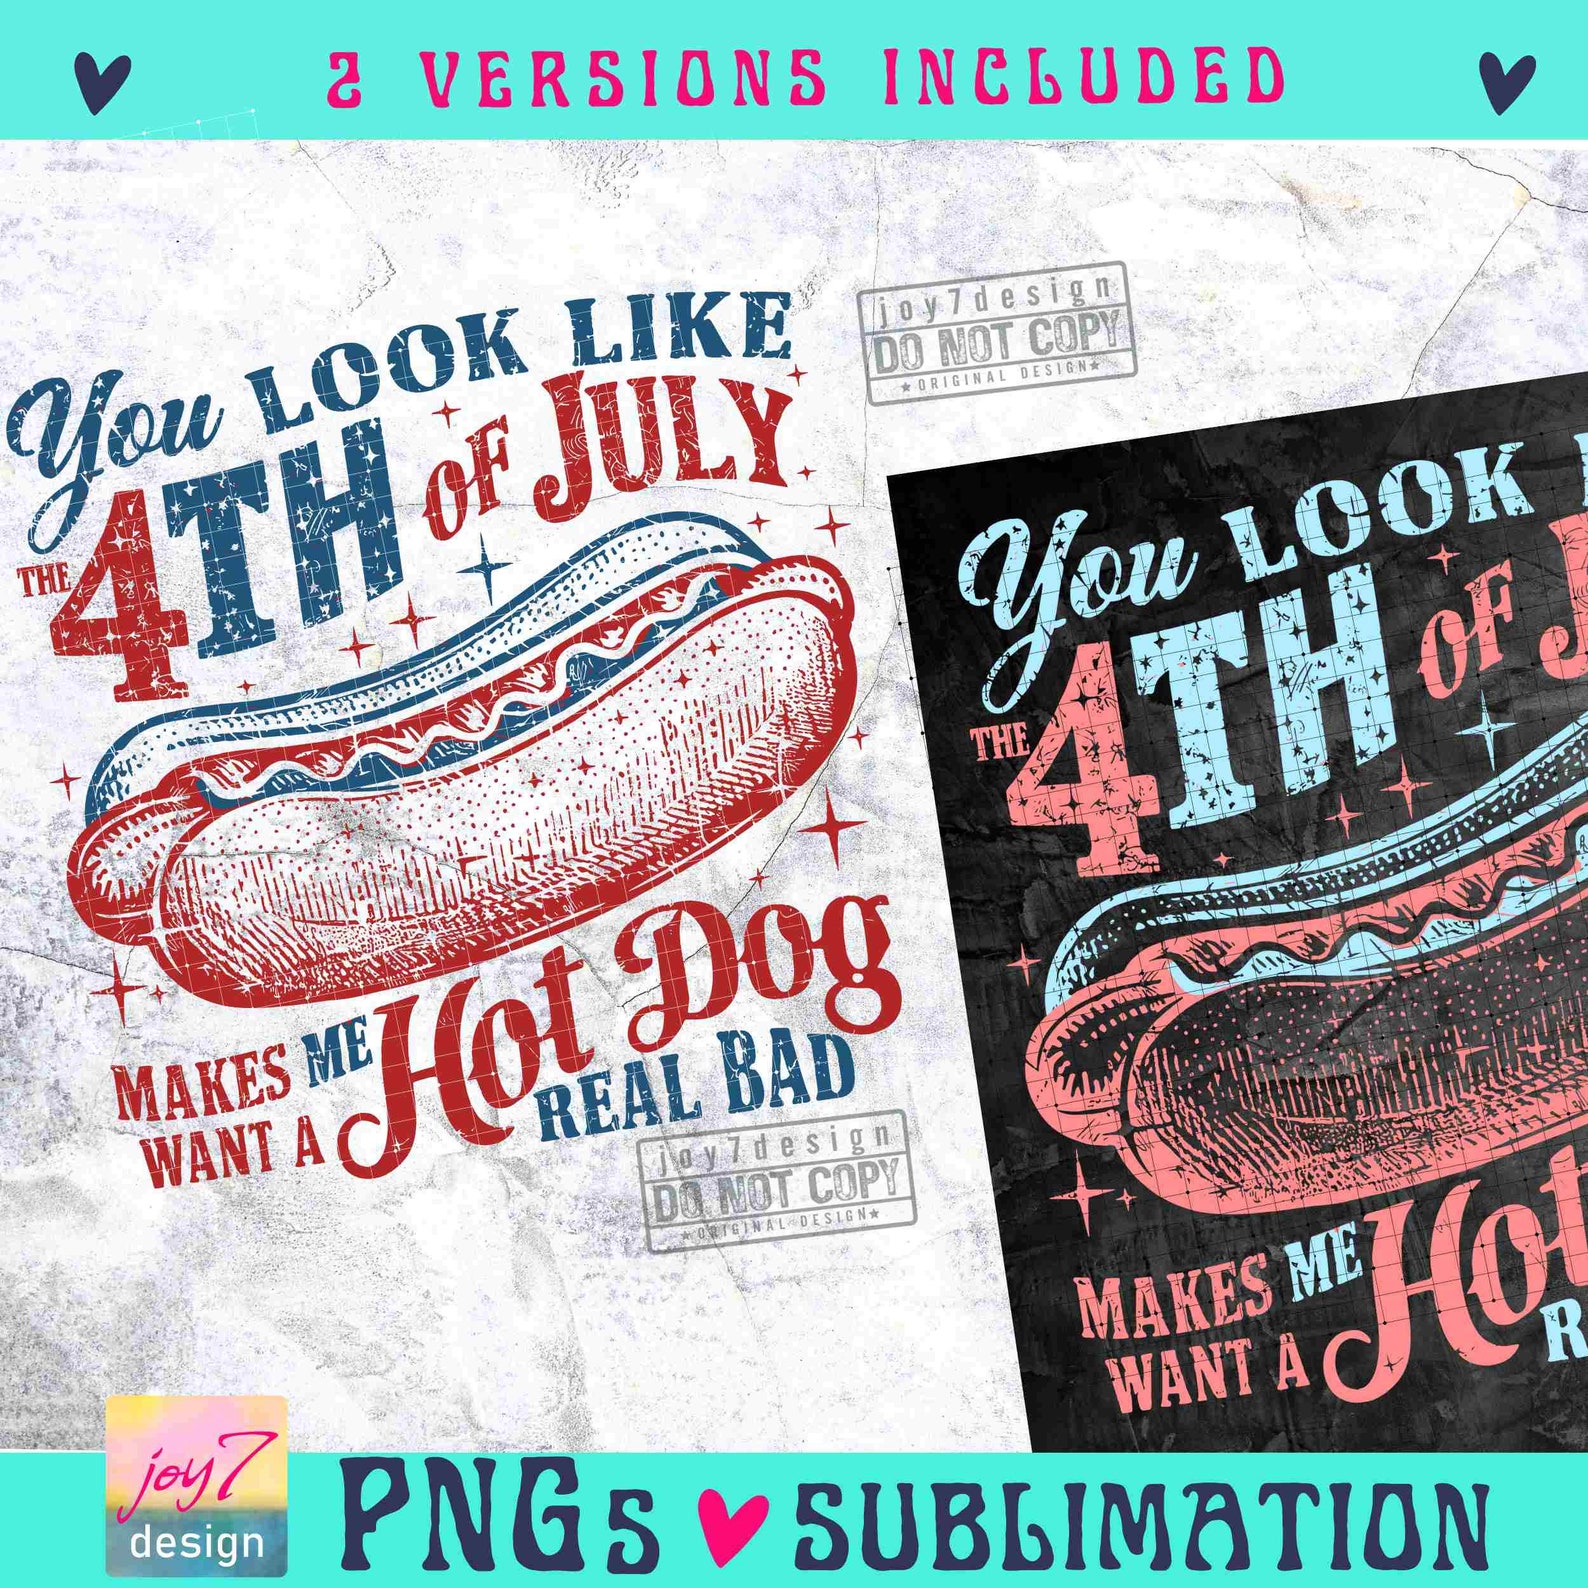 2 VERSIONS INCLUDED
You LOOK LIKE
THE 4TH OF JULY
MAKES ME
WANT A Hot Dog
REAL BAD
joy7design
DO NOT COPY
★ORIGINAL DESIGN★
joy7design
DO NOT COPY
★ORIGINAL DESIGN★
You LOOK
THE 4TH OF J
MAKES ME
WANT A Hot
R
joy7
design
PNGs SUBLIMATION